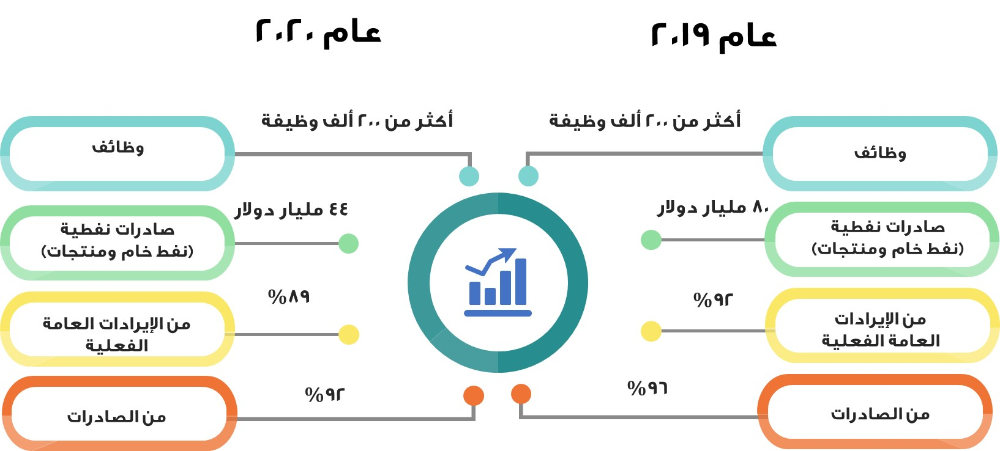 عام ٢٠١٩
أكثر من ٢٠٠ ألف وظيفة
وظائف
٨٠ مليار دولار
صادرات نفطية
(نفط خام ومنتجات)
٩٢%
من الإيرادات
العامة الفعلية
٩٦%
من الصادرات
عام ٢٠٢٠
أكثر من ٢٠٠ ألف وظيفة
وظائف
٤٤ مليار دولار
صادرات نفطية
(نفط خام ومنتجات)
٨٩%
من الإيرادات العامة
الفعلية
٩٢%
من الصادرات